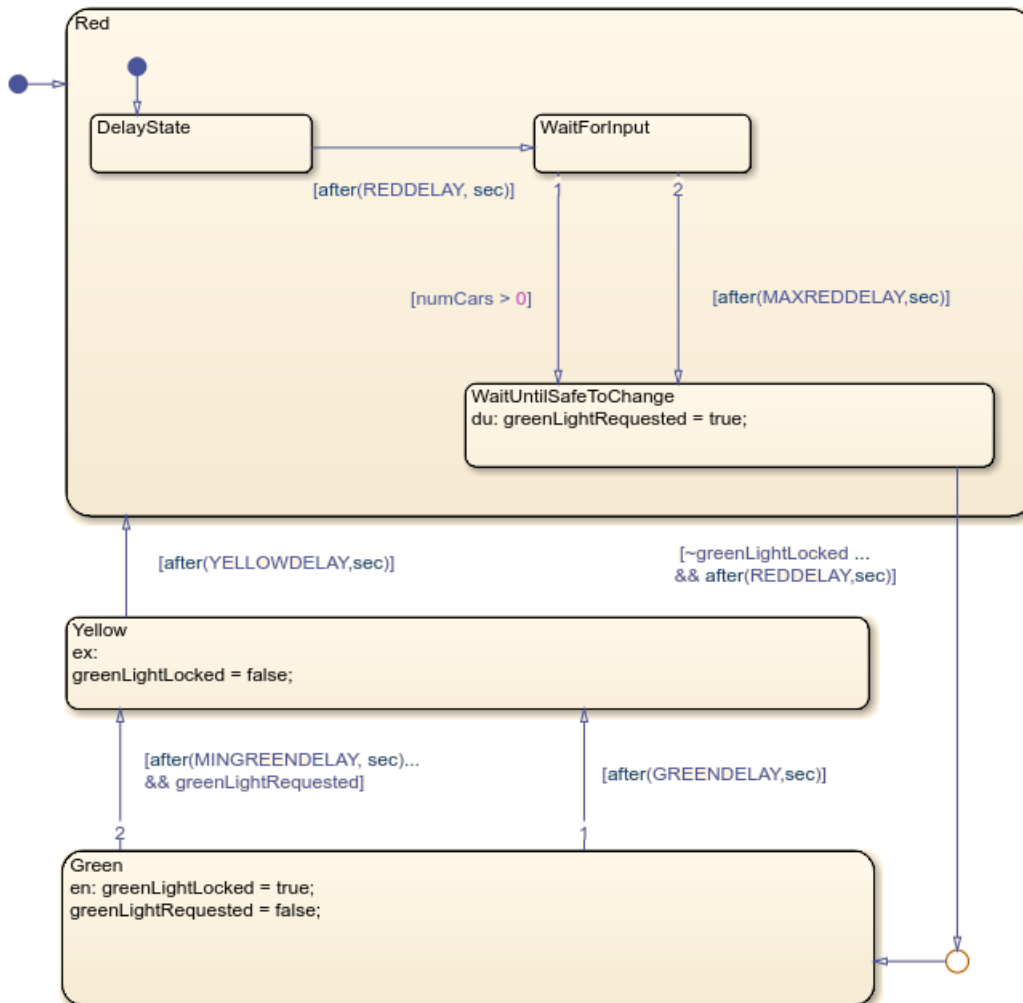 Red
DelayState
WaitForInput
[after(REDDELAY, sec)]
1
2
[numCars > 0]
[after(MAXREDDELAY,sec)]
WaitUntilSafeToChange
du: greenLightRequested = true;
[after(YELLOWDELAY,sec)]
[~greenLightLocked ...
&& after(REDDELAY,sec)]
Yellow
ex:
greenLightLocked = false;
[after(MINGREENDELAY, sec)...
&& greenLightRequested]
[after(GREENDELAY,sec)]
2
1
Green
en: greenLightLocked = true;
greenLightRequested = false;